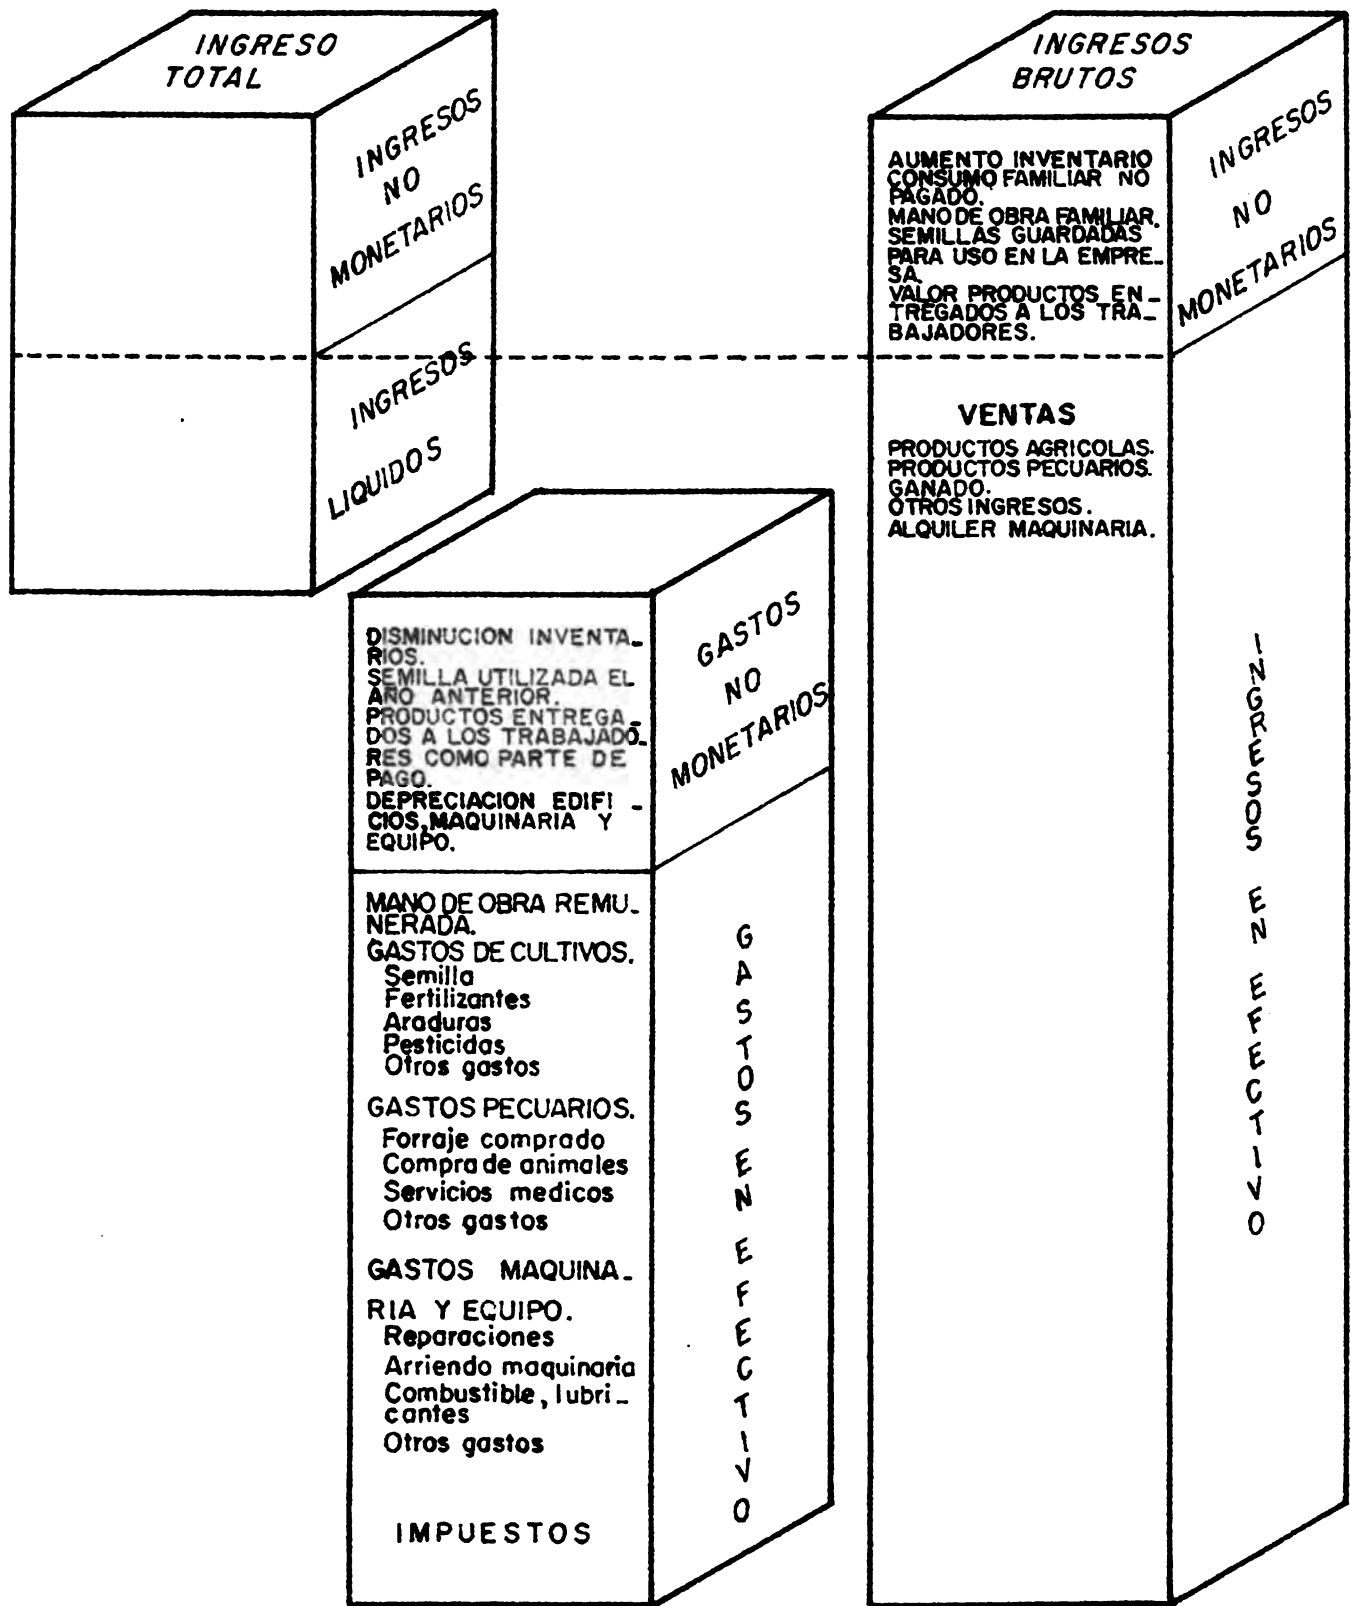 INGRESO
TOTAL
INGRESOS
NO
MONETARIOS
INGRESOS
LIQUIDOS
DISMINUCION INVENTA_
RIOS.
SEMILLA UTILIZADA EL
AÑO ANTERIOR.
PRODUCTOS ENTREGA_
DOS A LOS TRABAJADO_
RES COMO PARTE DE
PAGO.
DEPRECIACION EDIFI_
CIOS, MAQUINARIA Y
EQUIPO.
MANO DE OBRA REMU_
NERADA.
GASTOS DE CULTIVOS.
Semilla
Fertilizantes
Araduras
Pesticidas
Otros gastos
GASTOS PECUARIOS.
Forraje comprado
Compra de animales
Servicios medicos
Otros gastos
GASTOS MAQUINA_
RIA Y EQUIPO.
Reparaciones
Arriendo maquinaria
Combustible, lubri_
cantes
Otros gastos
IMPUESTOS
GASTOS
NO
MONETARIOS
GASTOS EN EFECTIVO
INGRESOS
BRUTOS
AUMENTO INVENTARIO
CONSUMO FAMILIAR NO
PAGADO.
MANO DE OBRA FAMILIAR.
SEMILLAS GUARDADAS
PARA USO EN LA EMPRE_
SA.
VALOR PRODUCTOS EN_
TREGADOS A LOS TRA_
BAJADORES.
VENTAS
PRODUCTOS AGRICOLAS.
PRODUCTOS PECUARIOS.
GANADO.
OTROS INGRESOS.
ALQUILER MAQUINARIA.
INGRESOS
NO
MONETARIOS
INGRESOS EN EFECTIVO